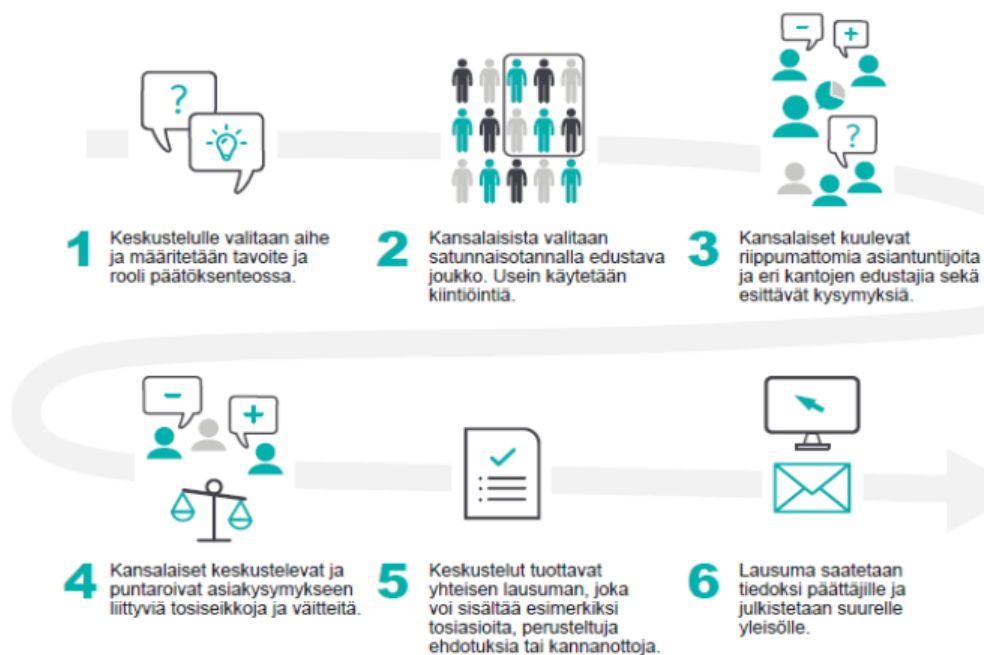 ?
- +
?
1 Keskustelulle valitaan aihe
ja määritetään tavoite ja
rooli päätöksenteossa.
2 Kansalaisista valitaan
satunnaisotannalla edustava
joukko. Usein käytetään
kiintiöintiä.
3 Kansalaiset kuulevat
riippumattomia asiantuntijoita
ja eri kantojen edustajia sekä
esittävät kysymyksiä.
- +
4 Kansalaiset keskustelevat ja
puntaroivat asiakysymykseen
liittyviä tosiseikkoja ja väitteitä.
5 Keskustelut tuottavat
yhteisen lausuman, joka
voi sisältää esimerkiksi
tosiasioita, perusteltuja
ehdotuksia tai kannanottoja.
6 Lausuma saatetaan
tiedoksi päättäjille ja
julkistetaan suurelle
yleisölle.